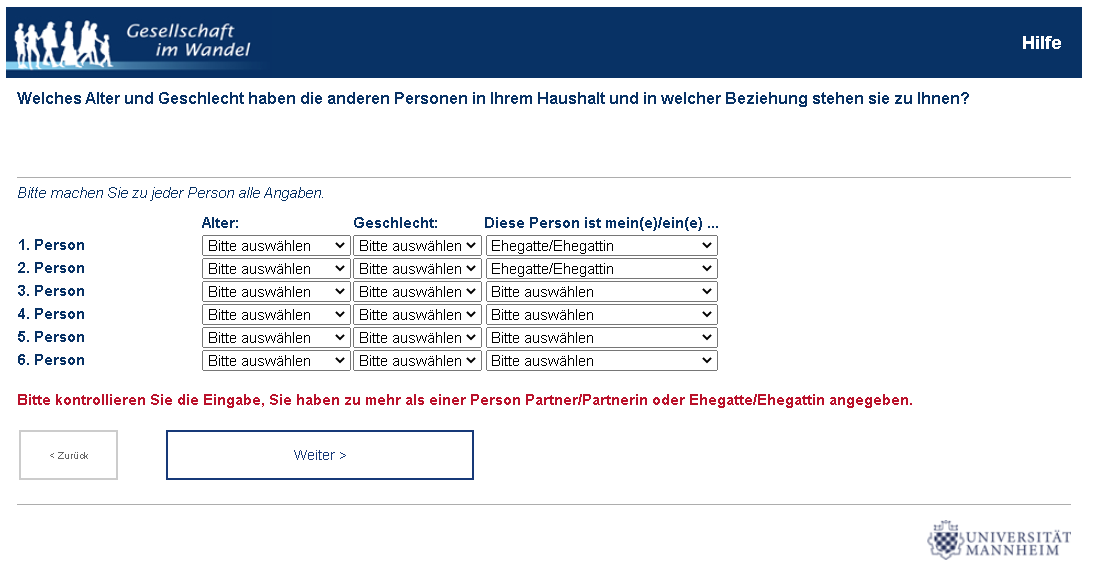 Gesellschaft
im Wandel
Hilfe
Welches Alter und Geschlecht haben die anderen Personen in Ihrem Haushalt und in welcher Beziehung stehen sie zu Ihnen?
Bitte machen Sie zu jeder Person alle Angaben.
Alter: Geschlecht: Diese Person ist mein(e)/ein(e) ...
1. Person Bitte auswählen Bitte auswählen Ehegatte/Ehegattin
2. Person Bitte auswählen Bitte auswählen Ehegatte/Ehegattin
3. Person Bitte auswählen Bitte auswählen Bitte auswählen
4. Person Bitte auswählen Bitte auswählen Bitte auswählen
5. Person Bitte auswählen Bitte auswählen Bitte auswählen
6. Person Bitte auswählen Bitte auswählen Bitte auswählen
Bitte kontrollieren Sie die Eingabe, Sie haben zu mehr als einer Person Partner/Partnerin oder Ehegatte/Ehegattin angegeben.
< Zurück Weiter >
UNIVERSITÄT
MANNHEIM